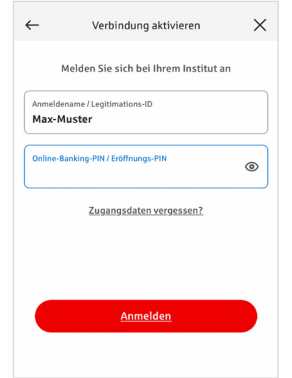 Verbindung aktivieren
Melden Sie sich bei Ihrem Institut an
Anmeldename / Legitimations-ID
Max-Muster
Online-Banking-PIN / Eröffnungs-PIN
Zugangsdaten vergessen?
Anmelden